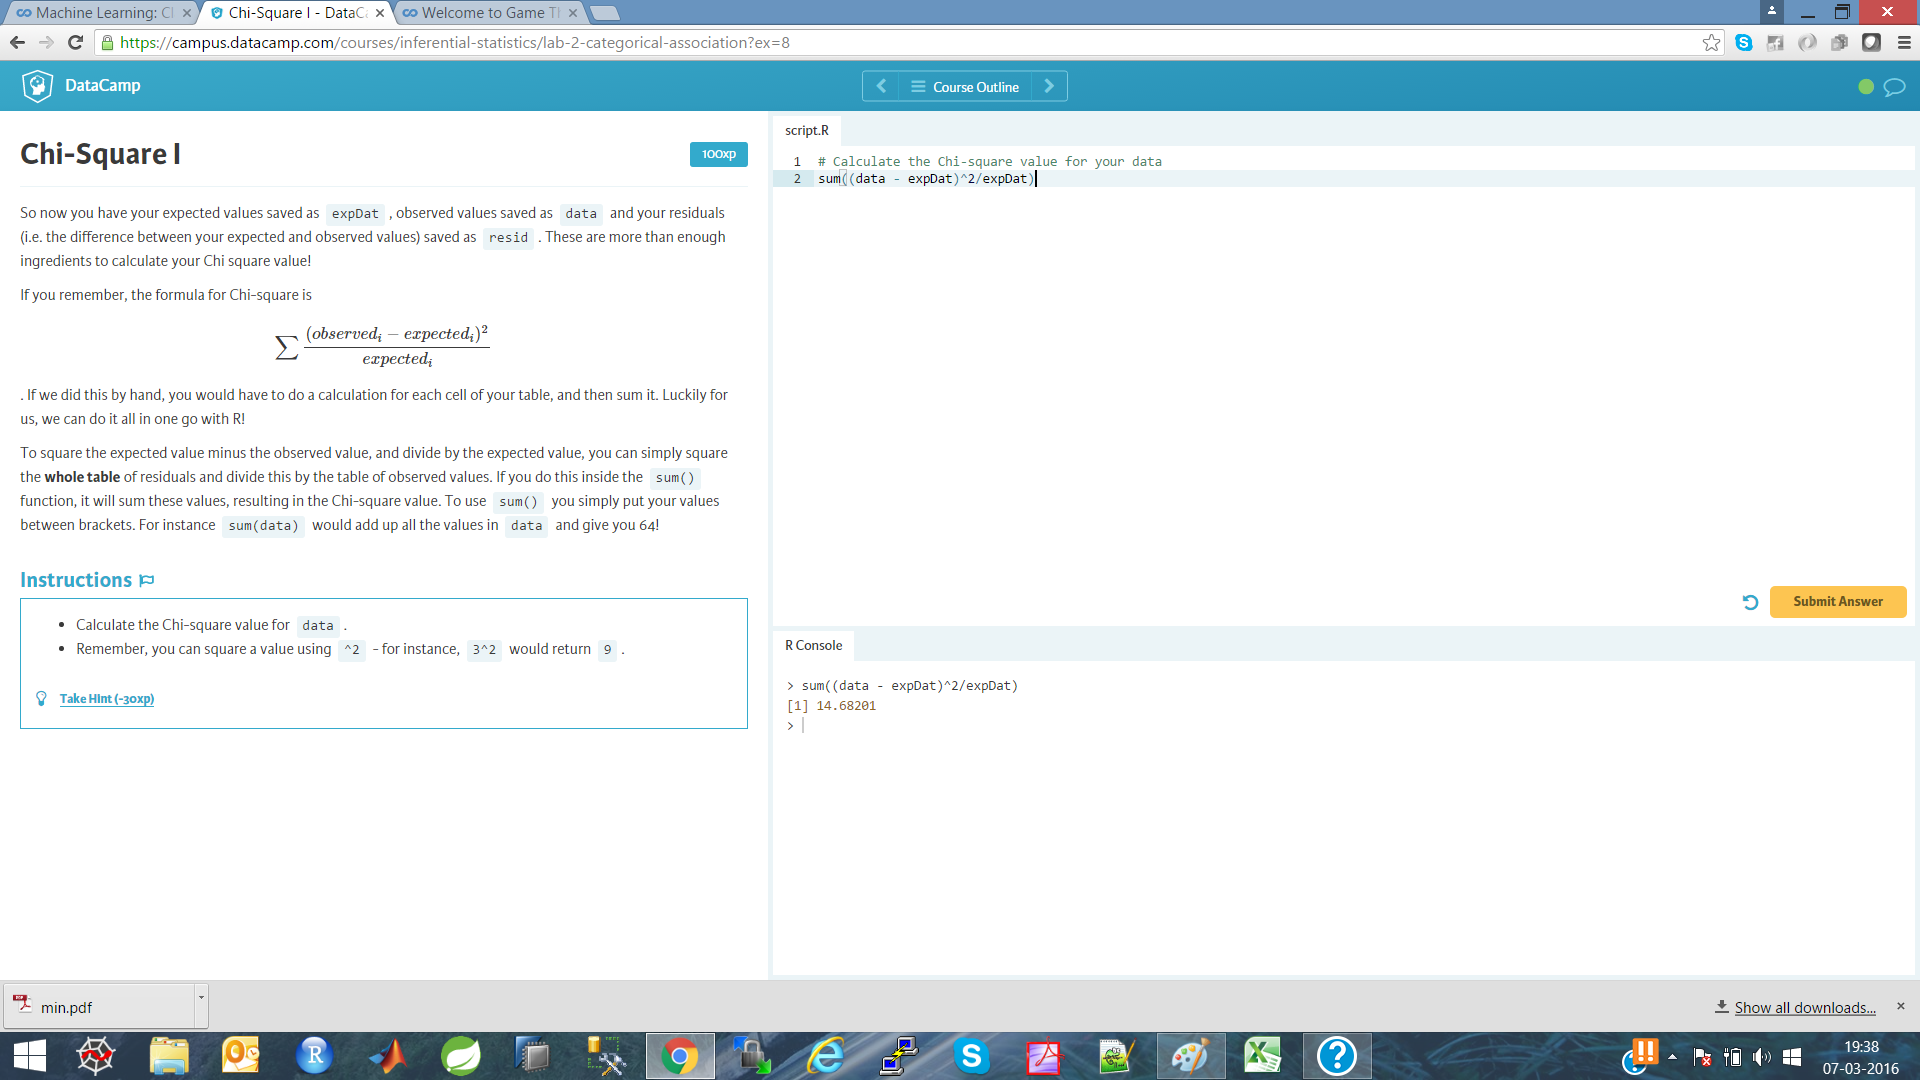 Machine Learning: Cl
Chi-Square I - DataCa
Welcome to Game Th
https://campus.datacamp.com/courses/inferential-statistics/lab-2-categorical-association?ex=8
DataCamp
Course Outline
Chi-Square I
100xp
So now you have your expected values saved as expDat , observed values saved as data and your residuals
(i.e. the difference between your expected and observed values) saved as resid . These are more than enough
ingredients to calculate your Chi square value!
If you remember, the formula for Chi-square is
∑ (observedᵢ − expectedᵢ)²
expectedᵢ
. If we did this by hand, you would have to do a calculation for each cell of your table, and then sum it. Luckily for
us, we can do it all in one go with R!
To square the expected value minus the observed value, and divide by the expected value, you can simply square
the whole table of residuals and divide this by the table of observed values. If you do this inside the sum()
function, it will sum these values, resulting in the Chi-square value. To use sum() you simply put your values
between brackets. For instance sum(data) would add up all the values in data and give you 64!
Instructions
• Calculate the Chi-square value for data .
• Remember, you can square a value using ^2 - for instance, 3^2 would return 9 .
Take Hint (-30xp)
script.R
1 # Calculate the Chi-square value for your data
2 sum((data - expDat)^2/expDat)
Submit Answer
R Console
> sum((data - expDat)^2/expDat)
[1] 14.68201
>
min.pdf
Show all downloads...
19:38
07-03-2016